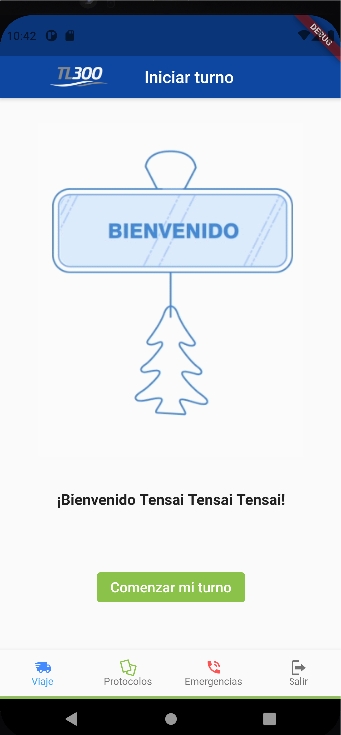 10:42
DEBUG
TL300
Iniciar turno
BIENVENIDO
¡Bienvenido Tensai Tensai Tensai!
Comenzar mi turno
Viaje
Protocolos
Emergencias
Salir